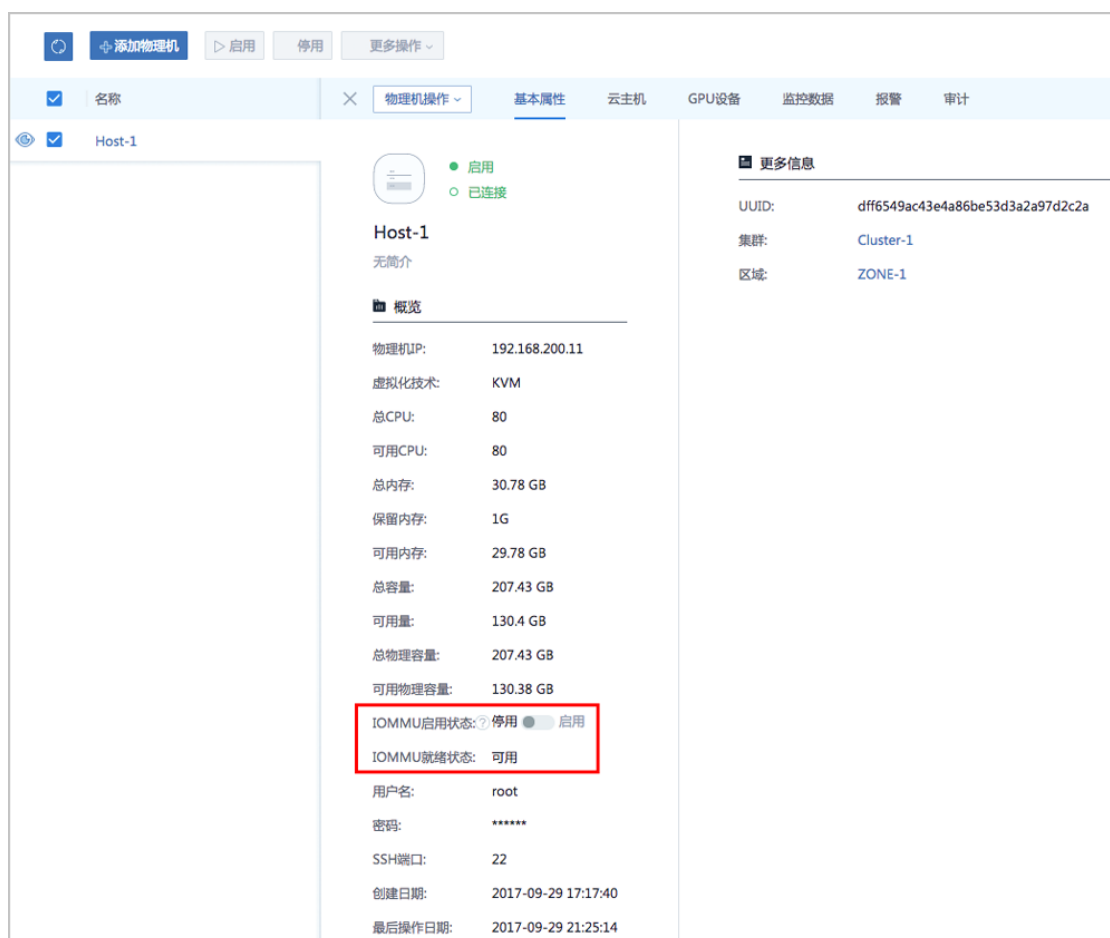 添加物理机 启用 停用 更多操作
名称 物理机操作 基本属性 云主机 GPU设备 监控数据 报警 审计
Host-1
启用
已连接
Host-1
无简介
概览
物理机IP: 192.168.200.11
虚拟化技术: KVM
总CPU: 80
可用CPU: 80
总内存: 30.78 GB
保留内存: 1G
可用内存: 29.78 GB
总容量: 207.43 GB
可用量: 130.4 GB
总物理容量: 207.43 GB
可用物理容量: 130.38 GB
IOMMU启用状态: ? 停用 启用
IOMMU就绪状态: 可用
用户名: root
密码: ******
SSH端口: 22
创建日期: 2017-09-29 17:17:40
最后操作日期: 2017-09-29 21:25:14
更多信息
UUID: dff6549ac43e4a86be53d3a2a97d2c2a
集群: Cluster-1
区域: ZONE-1